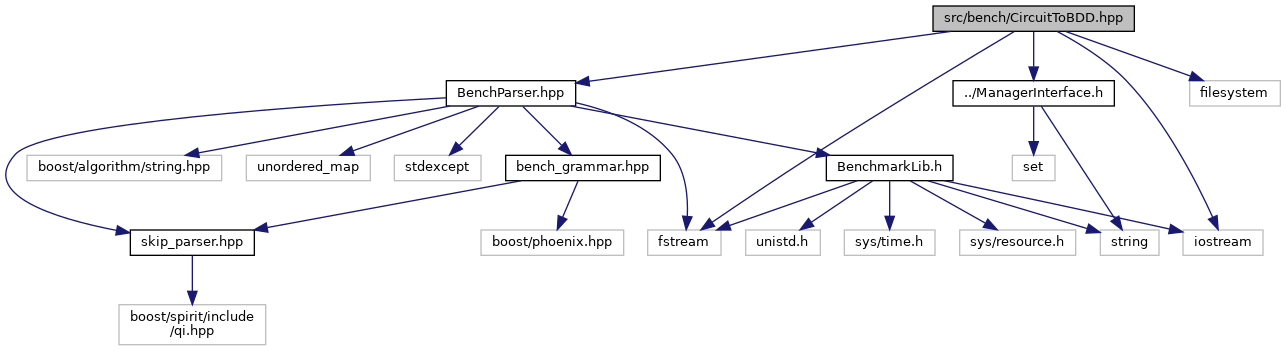 src/bench/CircuitToBDD.hpp
BenchParser.hpp
../ManagerInterface.h
filesystem
boost/algorithm/string.hpp
unordered_map
stdexcept
bench_grammar.hpp
BenchmarkLib.h
set
skip_parser.hpp
boost/phoenix.hpp
fstream
unistd.h
sys/time.h
sys/resource.h
string
iostream
boost/spirit/include
/qi.hpp